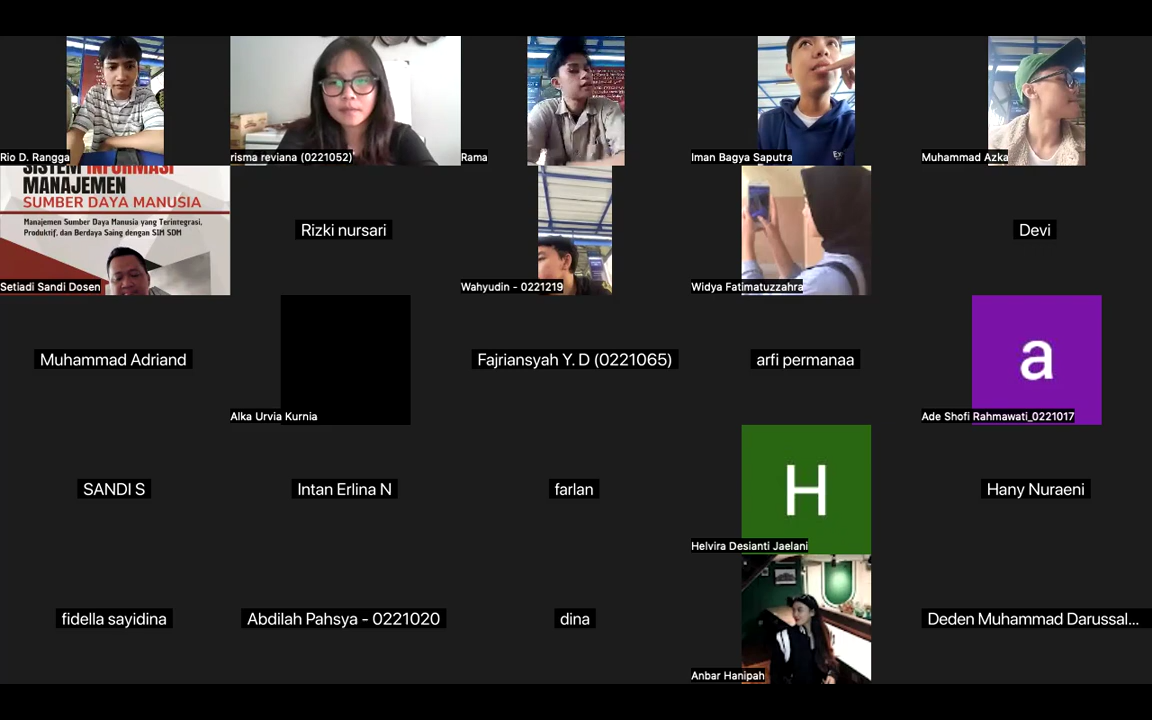 Rio D. Rangga
risma reviana (0221052)
Rama
Iman Bagya Saputra
Muhammad Azka
SISTEM INFORMASI
MANAJEMEN
SUMBER DAYA MANUSIA
Manajemen Sumber Daya Manusia yang Terintegrasi,
Produktif, dan Berdaya Saing dengan SIM SDM
Setiadi Sandi Dosen
Rizki nursari
Wahyudin - 0221219
Widya Fatimatuzzahra
Devi
Muhammad Adriand
Alka Urvia Kurnia
Fajriansyah Y. D (0221065)
arfi permanaa
a
Ade Shofi Rahmawati_0221017
SANDI S
Intan Erlina N
farlan
H
Helvira Desianti Jaelani
Hany Nuraeni
fidella sayidina
Abdilah Pahsya - 0221020
dina
Anbar Hanipah
Deden Muhammad Darussal...